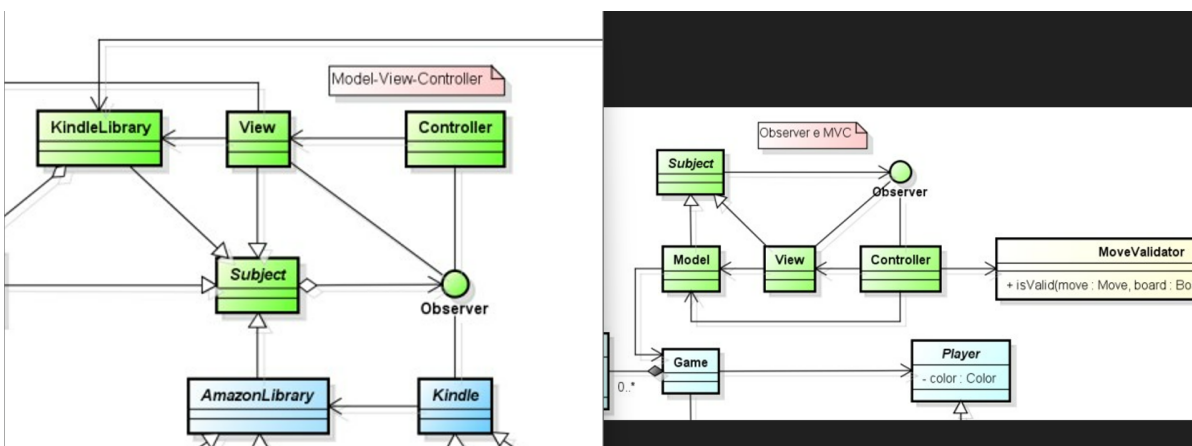 Model-View-Controller
KindleLibrary
View
Controller
Subject
Observer
AmazonLibrary
Kindle
Observer e MVC
Subject
Observer
Model
View
Controller
MoveValidator
+ isValid(move : Move, board : Bo
Game
0..*
Player
- color : Color